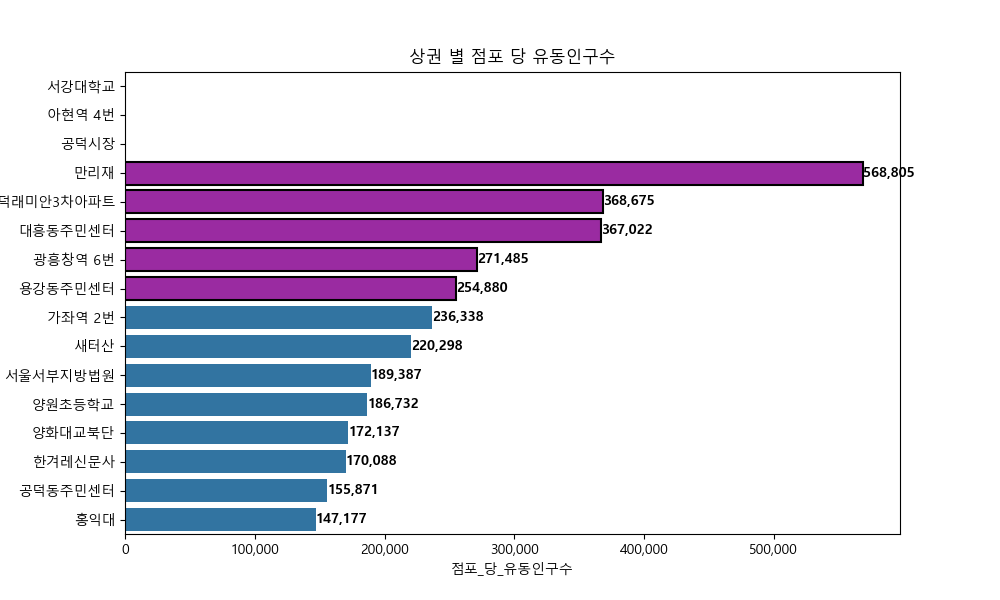 상권 별 점포 당 유동인구수
서강대학교
아현역 4번
공덕시장
만리재 568,805
덕래미안3차아파트 368,675
대흥동주민센터 367,022
광흥창역 6번 271,485
용강동주민센터 254,880
가좌역 2번 236,338
새터산 220,298
서울서부지방법원 189,387
양원초등학교 186,732
양화대교북단 172,137
한겨레신문사 170,088
공덕동주민센터 155,871
홍익대 147,177
0 100,000 200,000 300,000 400,000 500,000
점포_당_유동인구수